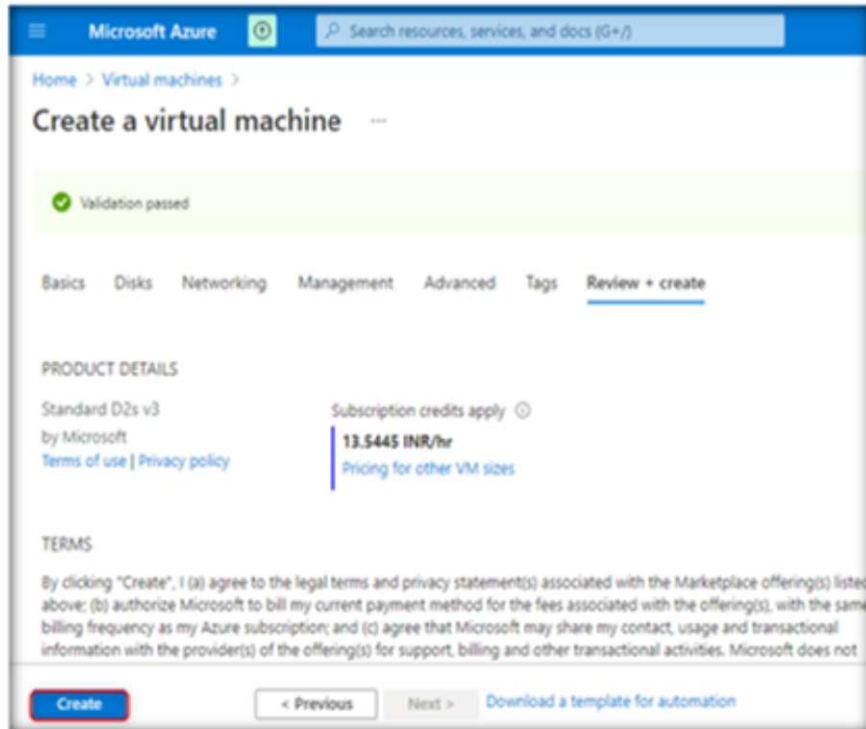 Microsoft Azure
Search resources, services, and docs (G+/)
Home > Virtual machines >
Create a virtual machine ...
Validation passed
Basics Disks Networking Management Advanced Tags Review + create
PRODUCT DETAILS
Standard D2s v3
by Microsoft
Terms of use | Privacy policy
Subscription credits apply
13.5445 INR/hr
Pricing for other VM sizes
TERMS
By clicking "Create", I (a) agree to the legal terms and privacy statement(s) associated with the Marketplace offering(s) listed
above; (b) authorize Microsoft to bill my current payment method for the fees associated with the offering(s), with the same
billing frequency as my Azure subscription; and (c) agree that Microsoft may share my contact, usage and transactional
information with the provider(s) of the offering(s) for support, billing and other transactional activities. Microsoft does not
Create < Previous Next > Download a template for automation